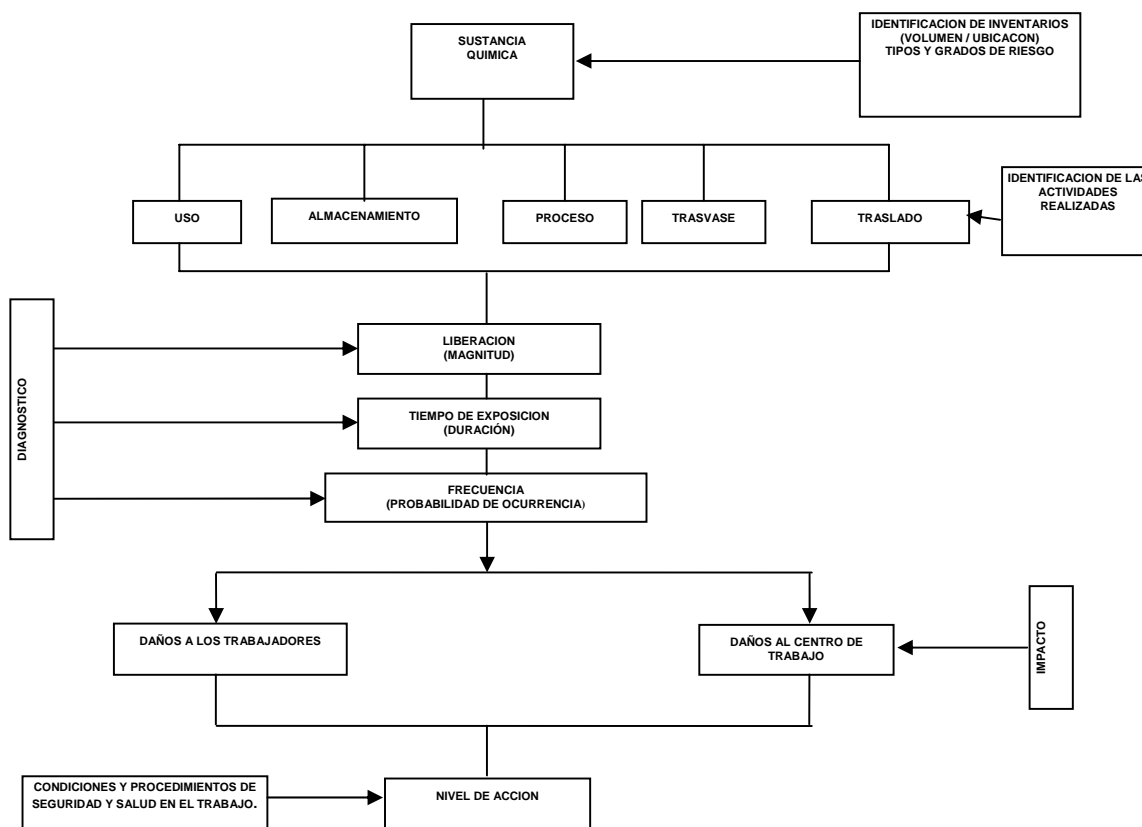 SUSTANCIA
QUIMICA
IDENTIFICACION DE INVENTARIOS
(VOLUMEN / UBICACON)
TIPOS Y GRADOS DE RIESGO
USO
ALMACENAMIENTO
PROCESO
TRASVASE
TRASLADO
IDENTIFICACION DE LAS
ACTIVIDADES
REALIZADAS
DIAGNOSTICO
LIBERACION
(MAGNITUD)
TIEMPO DE EXPOSICION
(DURACIÓN)
FRECUENCIA
(PROBABILIDAD DE OCURRENCIA)
DAÑOS A LOS TRABAJADORES
DAÑOS AL CENTRO DE
TRABAJO
IMPACTO
CONDICIONES Y PROCEDIMIENTOS DE
SEGURIDAD Y SALUD EN EL TRABAJO.
NIVEL DE ACCION